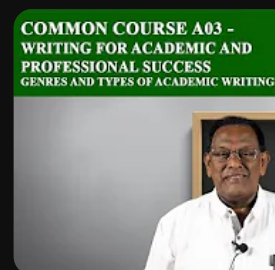 COMMON COURSE A03 -
WRITING FOR ACADEMIC AND
PROFESSIONAL SUCCESS
GENRES AND TYPES OF ACADEMIC WRITING